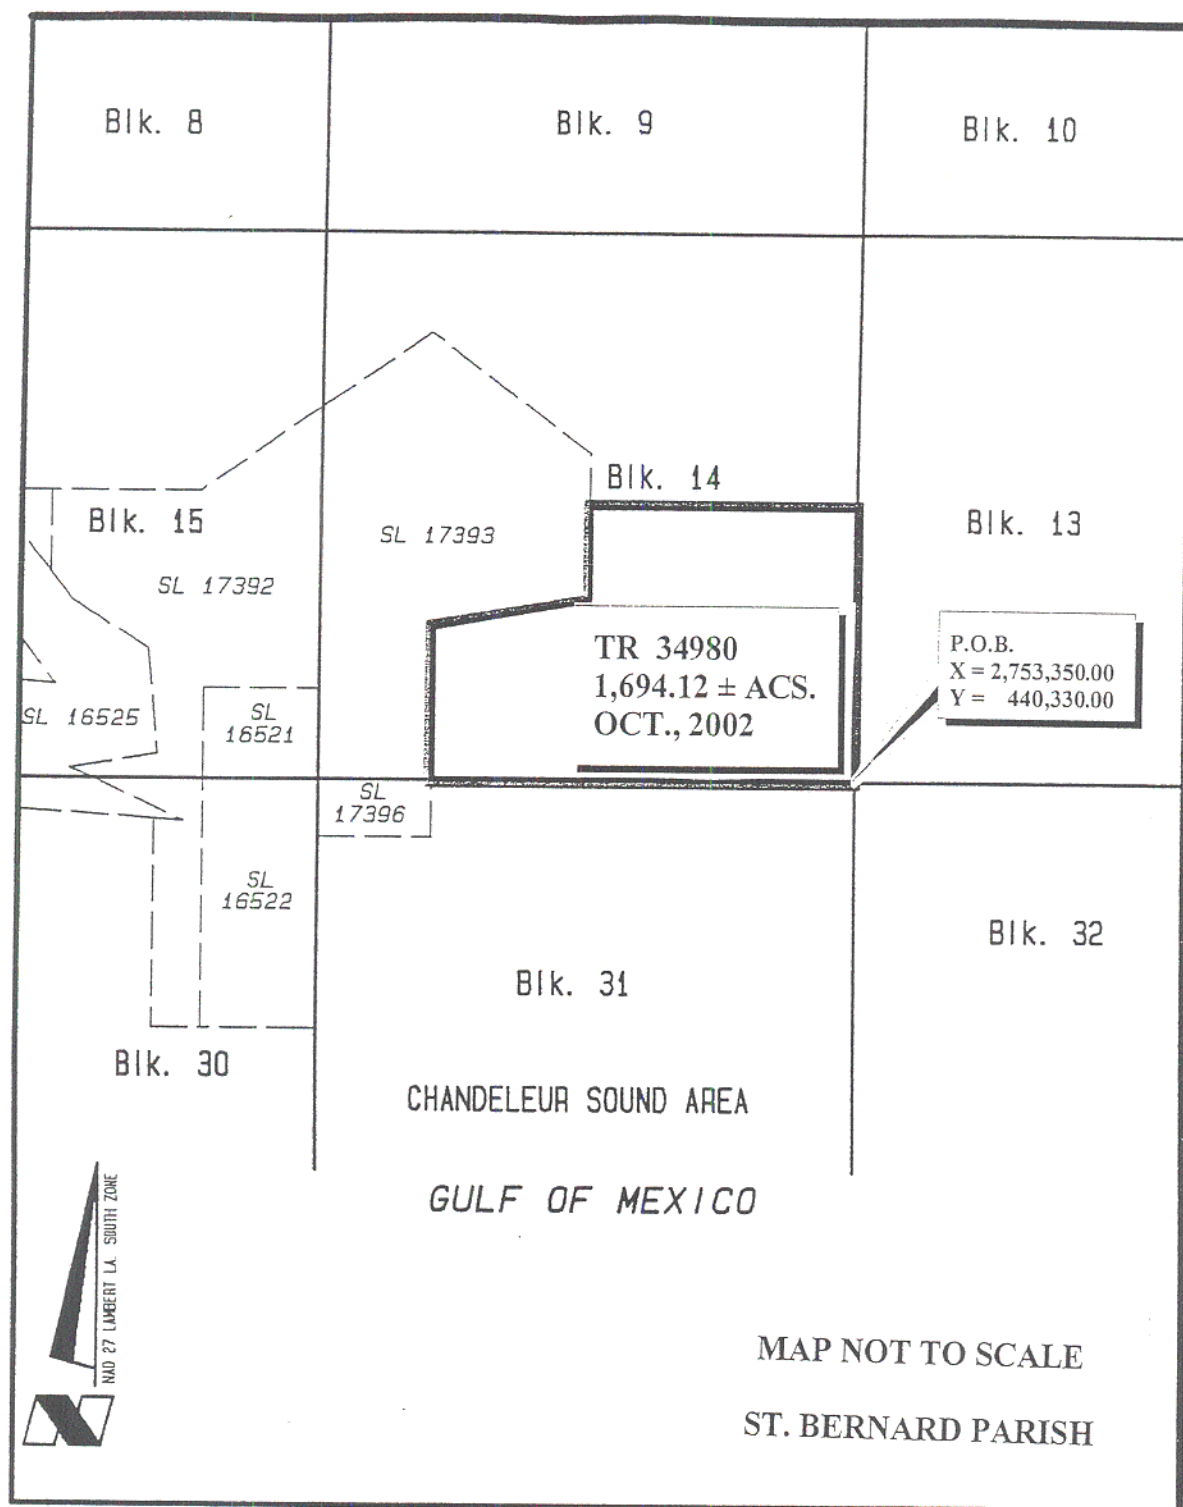 Blk. 8
Blk. 9
Blk. 10
Blk. 14
Blk. 15
Blk. 13
SL 17393
SL 17392
TR 34980
1,694.12 ± ACS.
OCT., 2002
P.O.B.
X = 2,753,350.00
Y = 440,330.00
SL 16525
SL
16521
SL
17396
SL
16522
Blk. 32
Blk. 31
Blk. 30
CHANDELEUR SOUND AREA
GULF OF MEXICO
NAD 27 LAMBERT LA. SOUTH ZONE
MAP NOT TO SCALE
ST. BERNARD PARISH